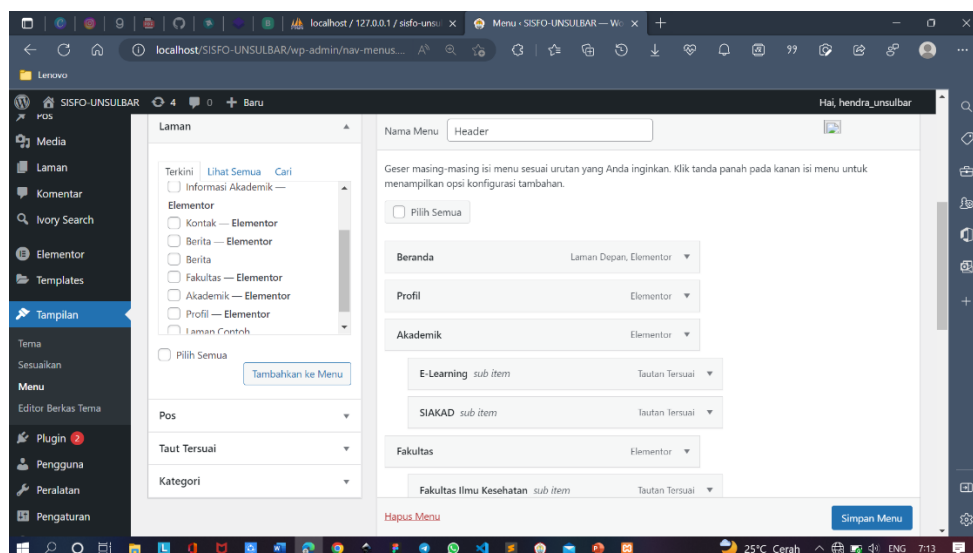 localhost / 127.0.0.1 / sisfo-unsu
Menu ‹ SISFO-UNSULBAR — Wo
localhost/SISFO-UNSULBAR/wp-admin/nav-menus....
Lenovo
SISFO-UNSULBAR 4 0 + Baru Hai, hendra_unsulbar
Pos
Media
Laman
Komentar
Ivory Search
Elementor
Templates
Tampilan
Tema
Sesuaikan
Menu
Editor Berkas Tema
Plugin 2
Pengguna
Peralatan
Pengaturan
Laman
Terkini Lihat Semua Cari
Informasi Akademik —
Elementor
Kontak — Elementor
Berita — Elementor
Berita
Fakultas — Elementor
Akademik — Elementor
Profil — Elementor
Laman Contoh
Pilih Semua
Tambahkan ke Menu
Pos
Taut Tersuai
Kategori
Nama Menu Header
Geser masing-masing isi menu sesuai urutan yang Anda inginkan. Klik tanda panah pada kanan isi menu untuk
menampilkan opsi konfigurasi tambahan.
Pilih Semua
Beranda Laman Depan, Elementor
Profil Elementor
Akademik Elementor
E-Learning sub item Tautan Tersuai
SIAKAD sub item Tautan Tersuai
Fakultas Elementor
Fakultas Ilmu Kesehatan sub item Tautan Tersuai
Hapus Menu Simpan Menu
25°C Cerah ENG 7:13